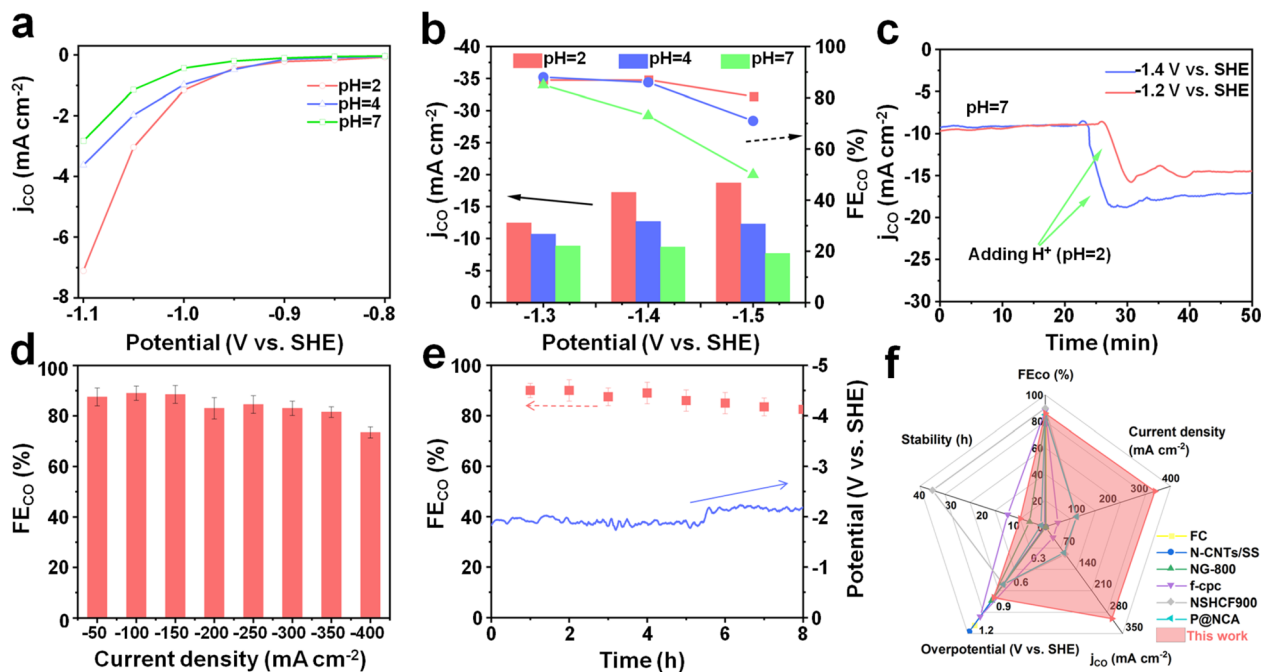 a
j_CO (mA cm⁻²)
0
-2
-4
-6
-8
pH=2
pH=4
pH=7
-1.1
-1.0
-0.9
-0.8
Potential (V vs. SHE)
b
j_CO (mA cm⁻²)
-40
-35
-30
-25
-20
-15
-10
-5
0
pH=2
pH=4
pH=7
100
80
60
40
20
0
FE_CO (%)
-1.3
-1.4
-1.5
Potential (V vs. SHE)
c
j_CO (mA cm⁻²)
0
-5
-10
-15
-20
-25
-30
-1.4 V vs. SHE
-1.2 V vs. SHE
pH=7
Adding H⁺ (pH=2)
0
10
20
30
40
50
Time (min)
d
FE_CO (%)
100
80
60
40
20
0
-50
-100
-150
-200
-250
-300
-350
-400
Current density (mA cm⁻²)
e
FE_CO (%)
100
80
60
40
20
0
-5
-4
-3
-2
-1
0
Potential (V vs. SHE)
0
2
4
6
8
Time (h)
f
FEco (%)
100
80
60
40
20
Current density
(mA cm⁻²)
400
300
200
100
Stability (h)
40
30
20
10
0.3
0.6
0.9
1.2
Overpotential (V vs. SHE)
70
140
210
280
350
j_CO (mA cm⁻²)
FC
N-CNTs/SS
NG-800
f-cpc
NSHCF900
P@NCA
This work